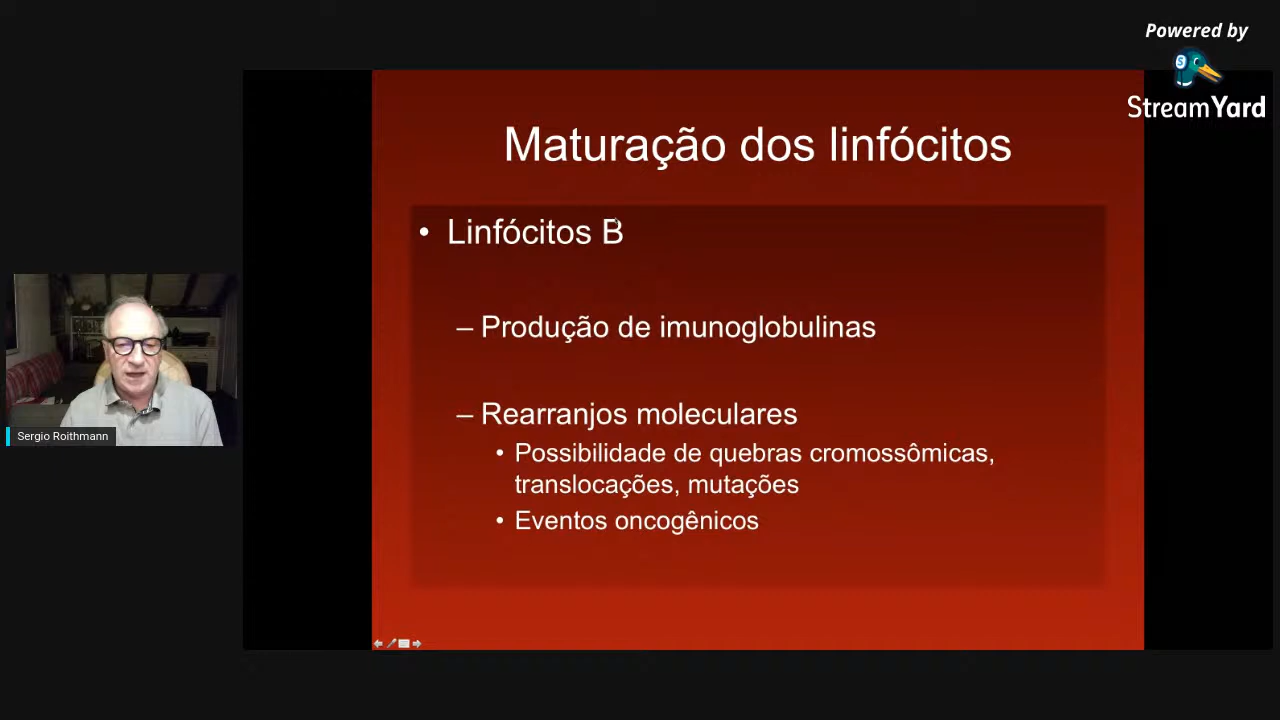 Powered by
StreamYard
Maturação dos linfócitos
• Linfócitos B
– Produção de imunoglobulinas
– Rearranjos moleculares
• Possibilidade de quebras cromossômicas,
translocações, mutações
• Eventos oncogênicos
Sergio Roithmann